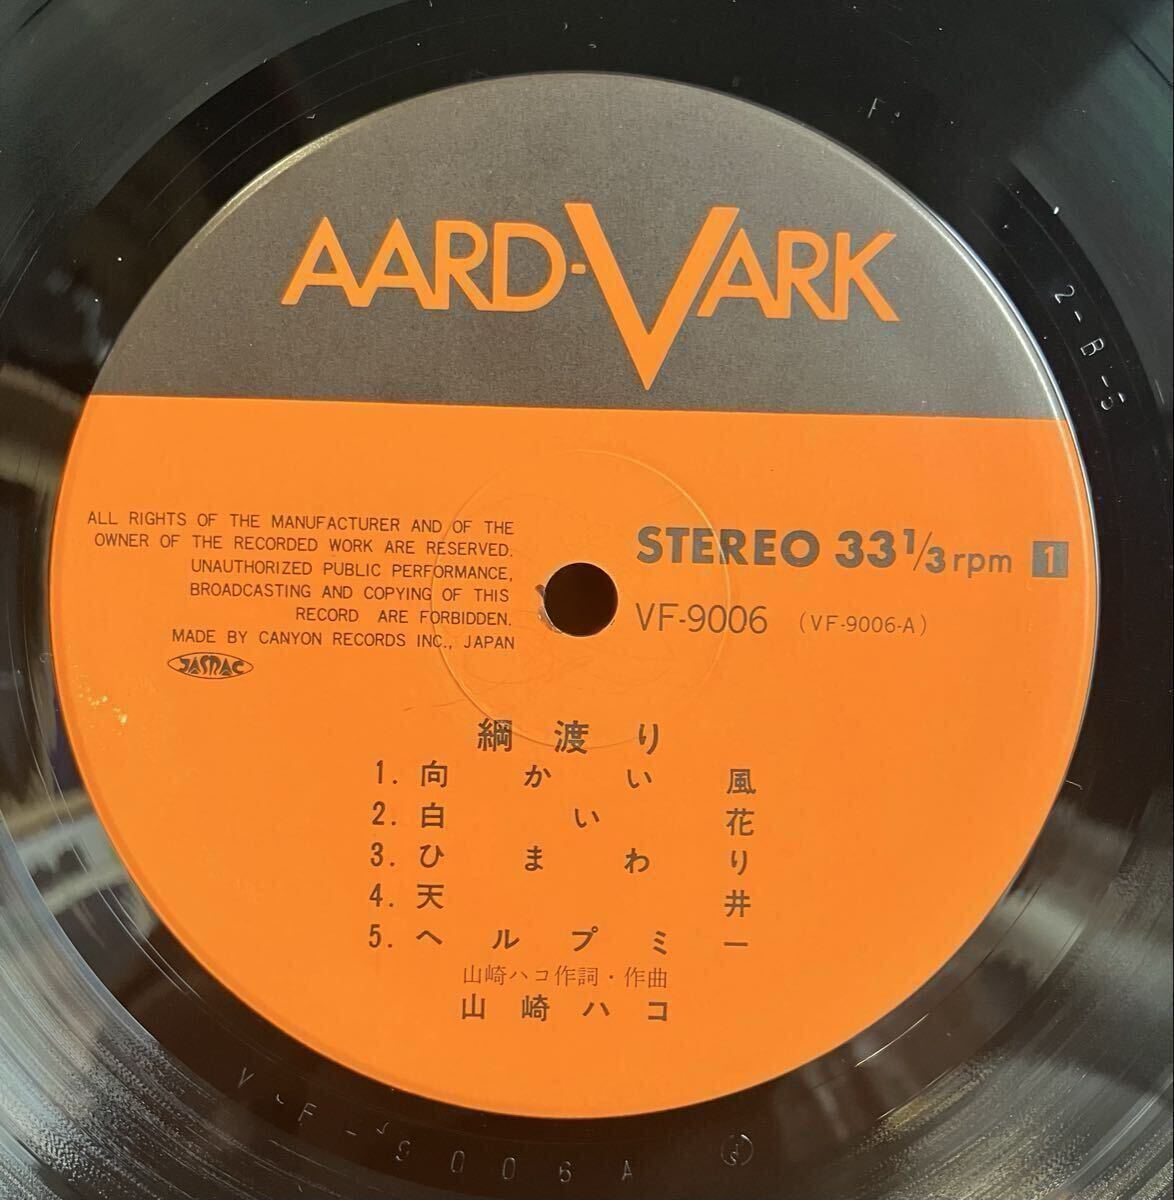 AARD-VARK
ALL RIGHTS OF THE MANUFACTURER AND OF THE
OWNER OF THE RECORDED WORK ARE RESERVED.
UNAUTHORIZED PUBLIC PERFORMANCE,
BROADCASTING AND COPYING OF THIS
RECORD ARE FORBIDDEN.
MADE BY CANYON RECORDS INC., JAPAN
JASRAC
STEREO 33 1/3 rpm 1
VF-9006 (VF-9006-A)
綱渡り
1. 向かい風
2. 白い花
3. ひまわり
4. 天井
5. ヘルプミー
山崎ハコ作詞・作曲
山崎ハコ
2-B-5
VF-9006A